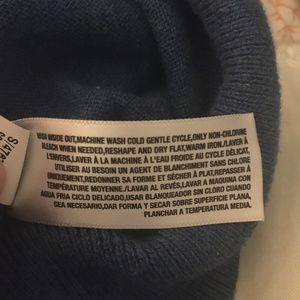 WASH INSIDE OUT,MACHINE WASH COLD GENTLE CYCLE,ONLY NON-CHLORINE
BLEACH WHEN NEEDED,RESHAPE AND DRY FLAT,WARM IRON/LAVER À
L'ENVERS,LAVER À LA MACHINE À L'EAU FROIDE AU CYCLE DÉLICAT,
UTILISER AU BESOIN UN AGENT DE BLANCHIMENT SANS CHLORE
UNIQUEMENT,REDONNER SA FORME ET SÉCHER À PLAT,REPASSER À
TEMPÉRATURE MOYENNE./LAVAR AL REVÉS,LAVAR A MAQUINA CON
AGUA FRIA CICLO DELICADO,USAR BLANQUEADOR SIN CLORO CUANDO
SEA NECESARIO,DAR FORMA Y SECAR SOBRE SUPERFICIE PLANA,
PLANCHAR A TEMPERATURA MEDIA.